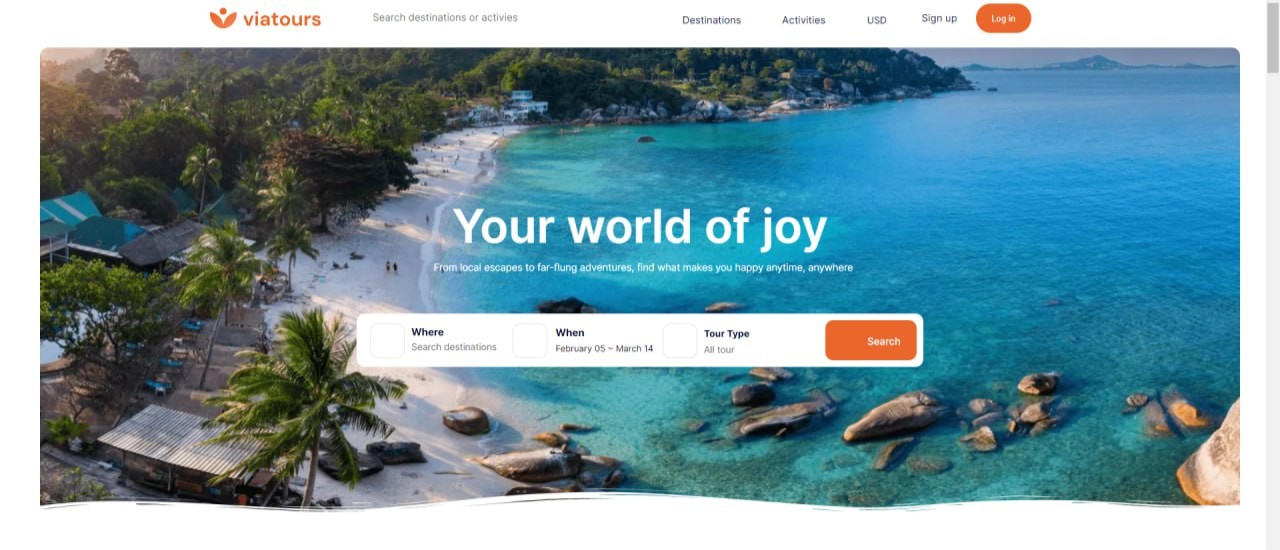 viatours
Search destinations or activies
Destinations
Activities
USD
Sign up
Log in
Your world of joy
From local escapes to far-flung adventures, find what makes you happy anytime, anywhere
Where
Search destinations
When
February 05 ~ March 14
Tour Type
All tour
Search